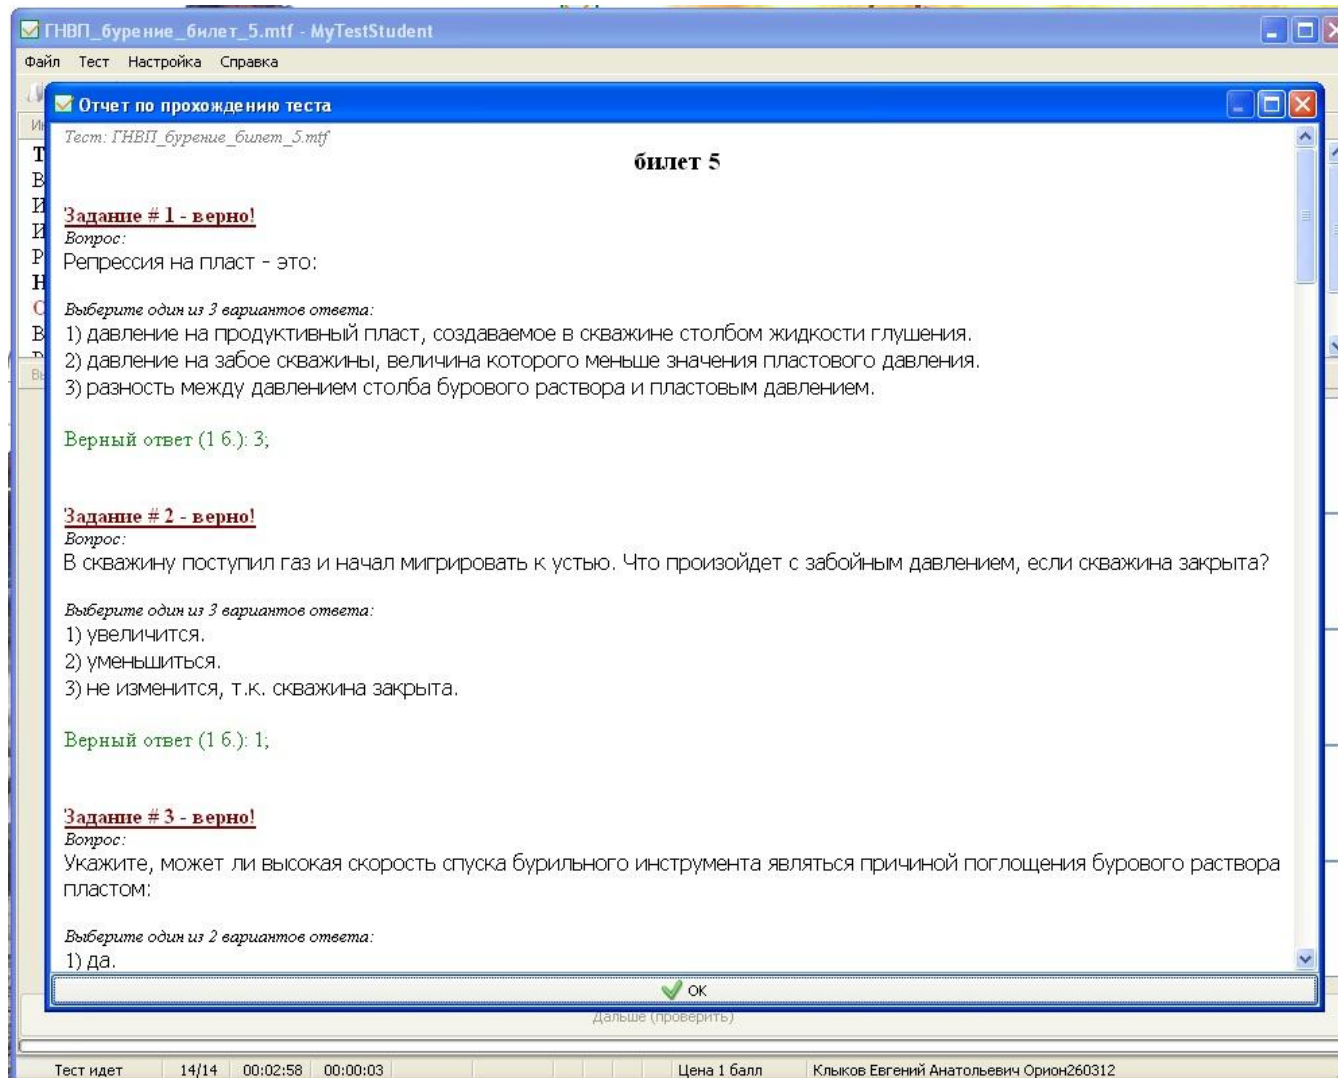 ГНВП_бурение_билет_5.mtf - MyTestStudent
Файл Тест Настройка Справка
Отчет по прохождению теста
Тест: ГНВП_бурение_билет_5.mtf
билет 5
Задание # 1 - верно!
Вопрос:
Репрессия на пласт - это:
Выберите один из 3 вариантов ответа:
1) давление на продуктивный пласт, создаваемое в скважине столбом жидкости глушения.
2) давление на забое скважины, величина которого меньше значения пластового давления.
3) разность между давлением столба бурового раствора и пластовым давлением.
Верный ответ (1 б.): 3;
Задание # 2 - верно!
Вопрос:
В скважину поступил газ и начал мигрировать к устью. Что произойдет с забойным давлением, если скважина закрыта?
Выберите один из 3 вариантов ответа:
1) увеличится.
2) уменьшиться.
3) не изменится, т.к. скважина закрыта.
Верный ответ (1 б.): 1;
Задание # 3 - верно!
Вопрос:
Укажите, может ли высокая скорость спуска бурильного инструмента являться причиной поглощения бурового раствора
пластом:
Выберите один из 2 вариантов ответа:
1) да.
ОК
Дальше (проверить)
Тест идет 14/14 00:02:58 00:00:03 Цена 1 балл Клыков Евгений Анатольевич Орион260312